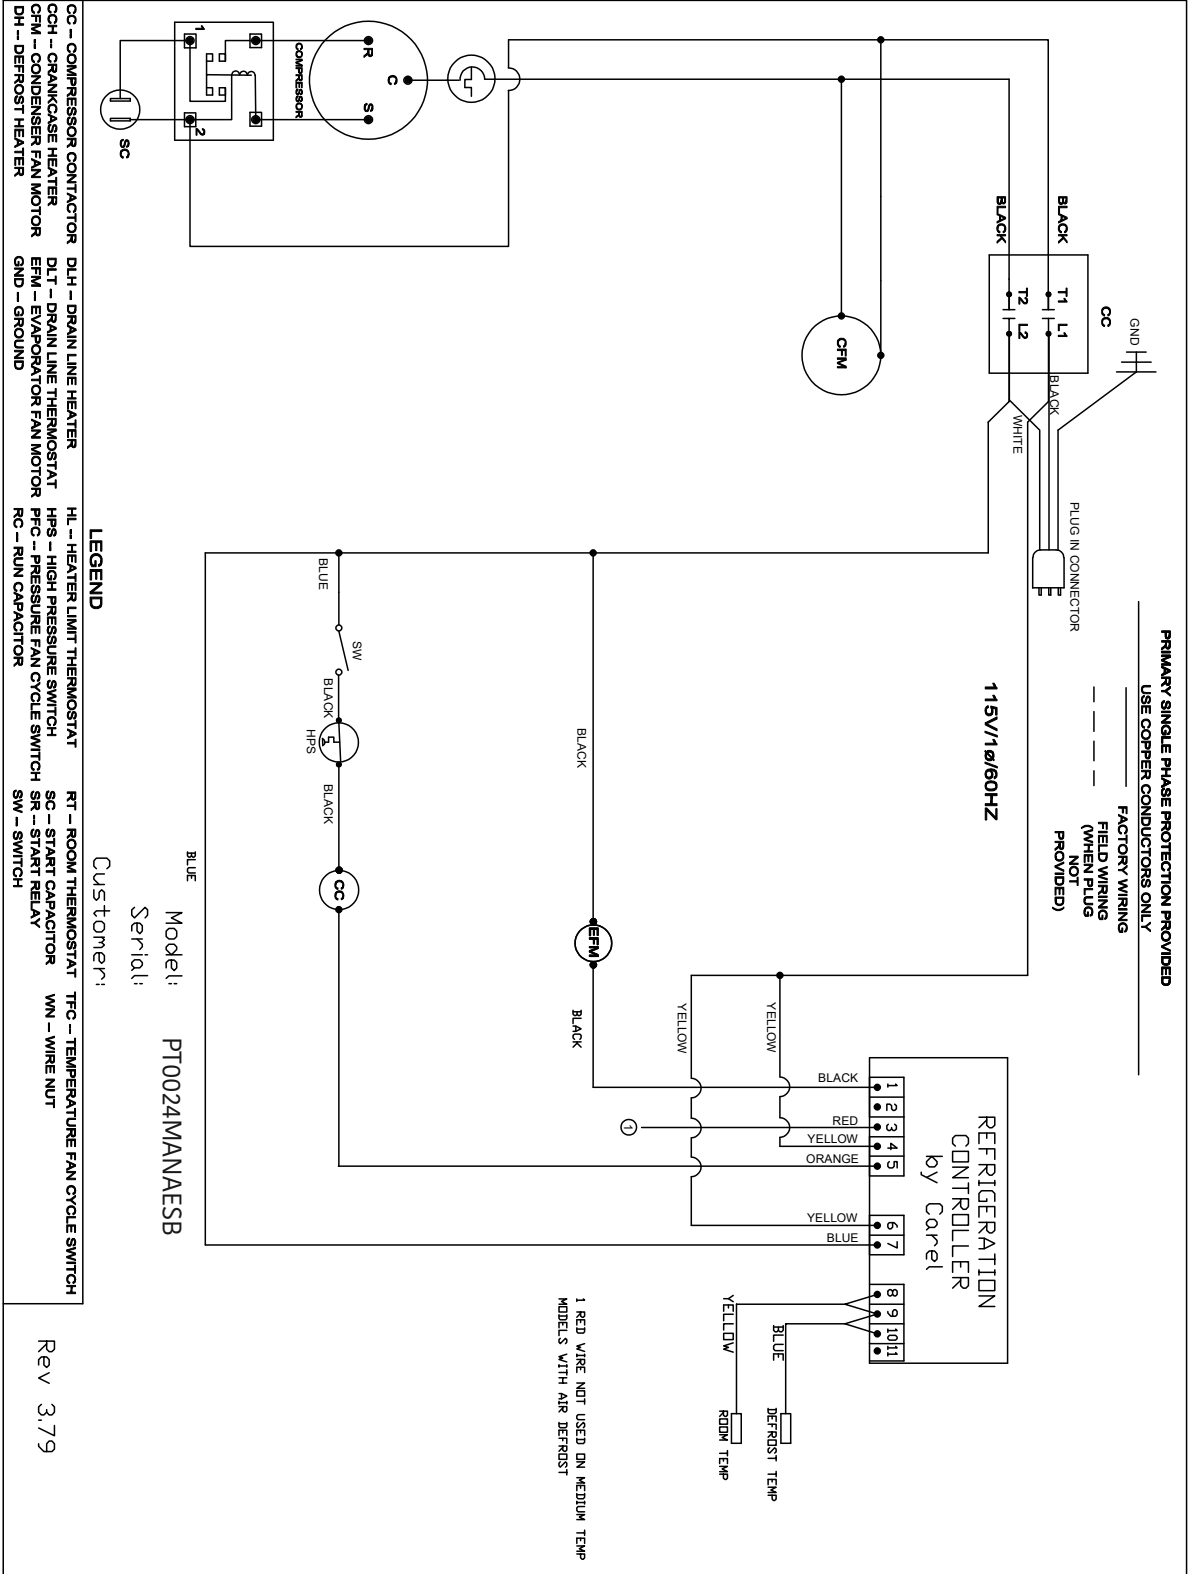 PRIMARY SINGLE PHASE PROTECTION PROVIDED
USE COPPER CONDUCTORS ONLY
FACTORY WIRING
FIELD WIRING
(WHEN PLUG
NOT
PROVIDED)
115V/1ø/60HZ
GND
CC
PLUG IN CONNECTOR
BLACK
BLACK
T1
L1
T2
L2
BLACK
WHITE
CFM
R
C
S
COMPRESSOR
1
2
SC
REFRIGERATION
CONTROLLER
by Carel
1
2
3
4
5
6
7
8
9
10
11
BLACK
RED
YELLOW
ORANGE
YELLOW
BLUE
YELLOW
YELLOW
1
BLUE
DEFROST TEMP
YELLOW
ROOM TEMP
BLACK
EFM
BLACK
1 RED WIRE NOT USED ON MEDIUM TEMP
MODELS WITH AIR DEFROST
BLUE
SW
BLACK
HPS
BLACK
CC
BLUE
Model: PT0024MANAESB
Serial:
Customer:
LEGEND
CC – COMPRESSOR CONTACTOR
CCH – CRANKCASE HEATER
CFM – CONDENSER FAN MOTOR
DH – DEFROST HEATER
DLH – DRAIN LINE HEATER
DLT – DRAIN LINE THERMOSTAT
EFM – EVAPORATOR FAN MOTOR
GND – GROUND
HL – HEATER LIMIT THERMOSTAT
HPS – HIGH PRESSURE SWITCH
PFC – PRESSURE FAN CYCLE SWITCH
RC – RUN CAPACITOR
RT – ROOM THERMOSTAT
SC – START CAPACITOR
SR – START RELAY
SW – SWITCH
TFC – TEMPERATURE FAN CYCLE SWITCH
WN – WIRE NUT
Rev 3.79